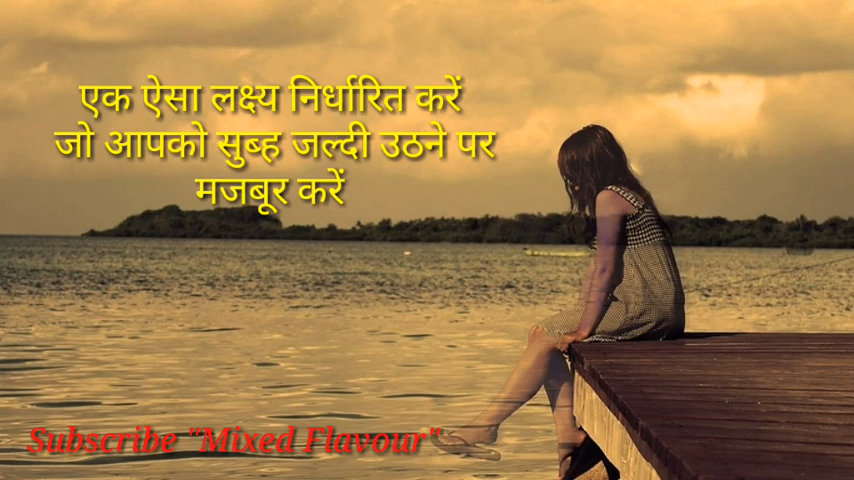 एक ऐसा लक्ष्य निर्धारित करें
जो आपको सुब्ह जल्दी उठने पर
मजबूर करें
Subscribe "Mixed Flavour"